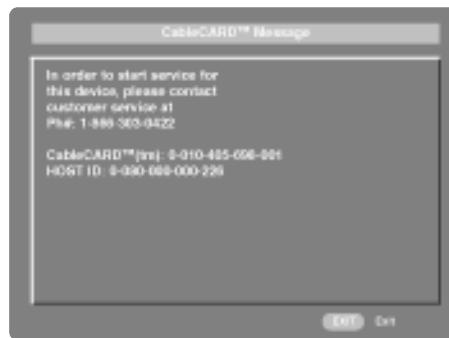 CableCARD™ Message
In order to start service for
this device, please contact
customer service at
Ph#: 1-888-303-0422
CableCARD™(tm): 0-010-405-698-001
HOST ID: 0-080-000-000-226
EXIT Exit